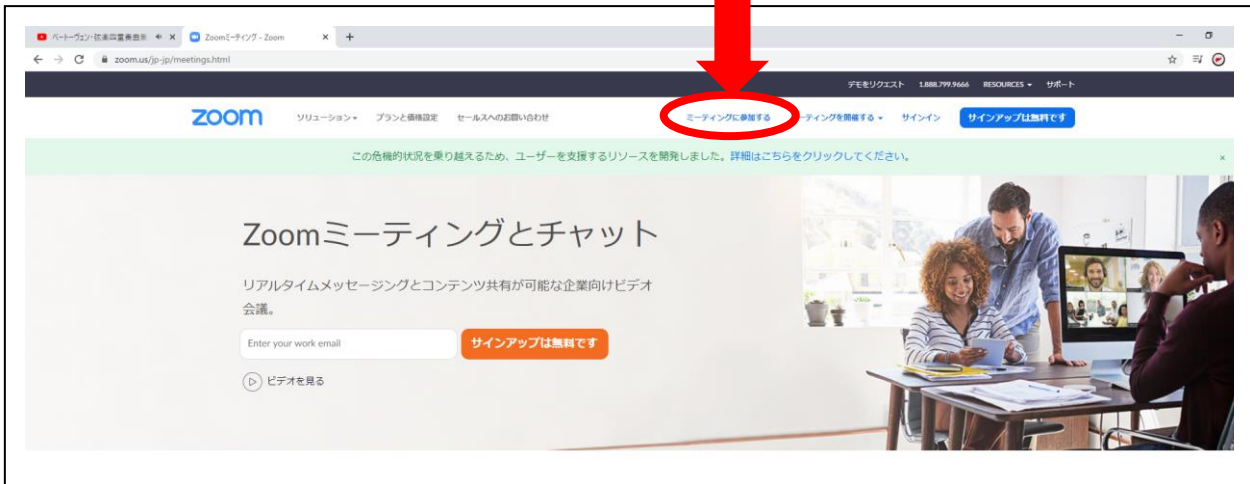 ベートーヴェン・弦楽四重奏曲第
Zoomミーティング - Zoom
zoom.us/jp-jp/meetings.html
デモをリクエスト 1.888.799.9666 RESOURCES サポート
zoom ソリューション プランと価格設定 セールスへのお問い合わせ ミーティングに参加する ーティングを開催する サインイン サインアップは無料です
この危機的状況を乗り越えるため、ユーザーを支援するリソースを開発しました。詳細はこちらをクリックしてください。
Zoomミーティングとチャット
リアルタイムメッセージングとコンテンツ共有が可能な企業向けビデオ
会議。
Enter your work email サインアップは無料です
ビデオを見る